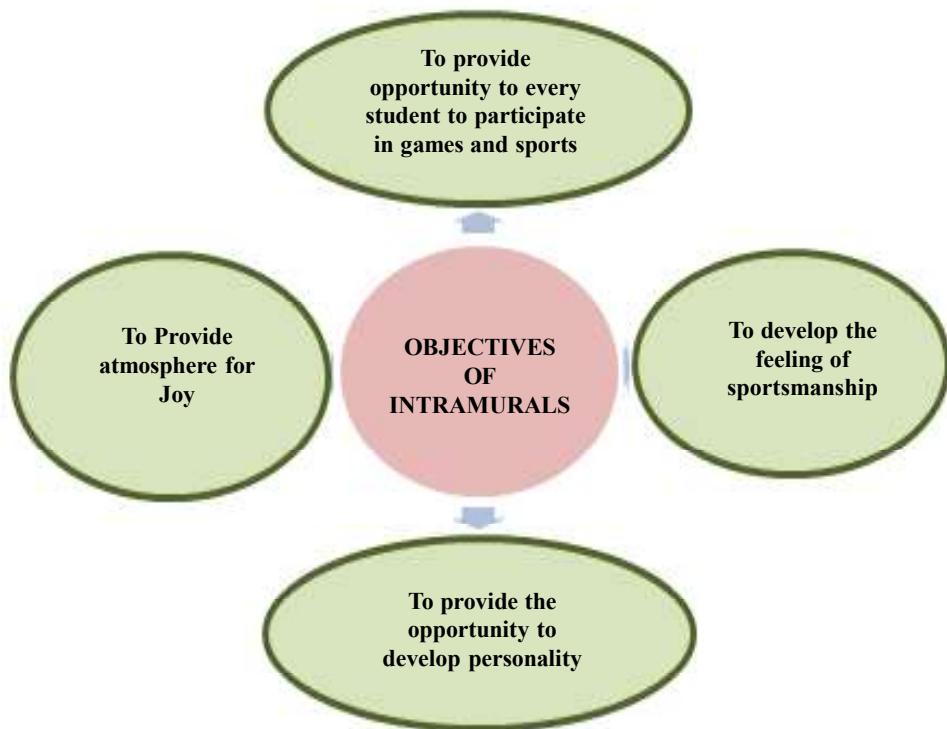 To provide
opportunity to every
student to participate
in games and sports
To Provide
atmosphere for
Joy
OBJECTIVES
OF
INTRAMURALS
To develop the
feeling of
sportsmanship
To provide the
opportunity to
develop personality